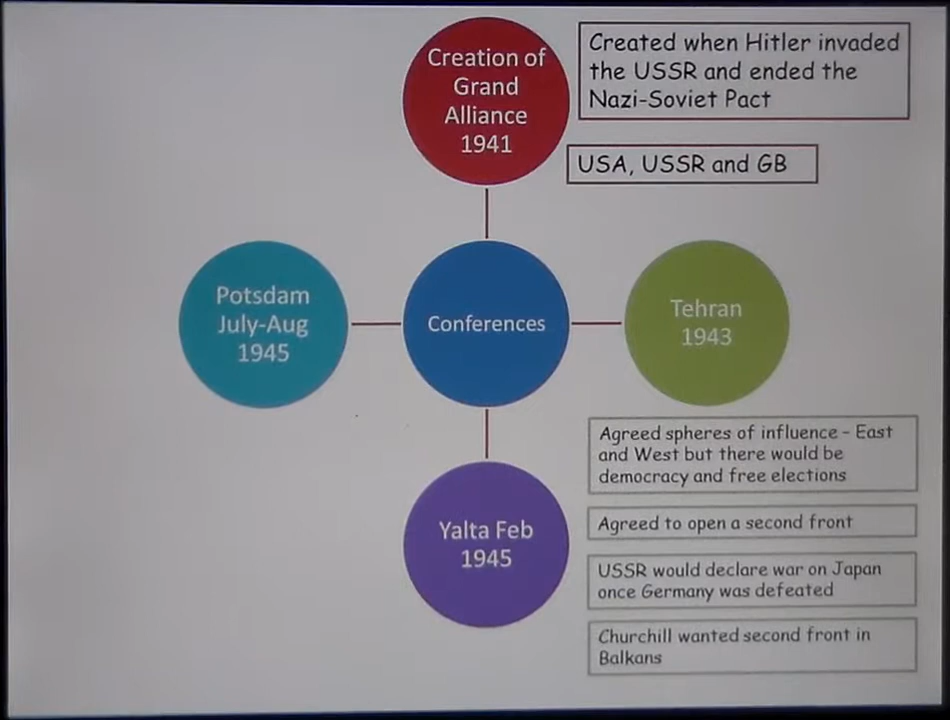 Creation of
Grand
Alliance
1941
Created when Hitler invaded
the USSR and ended the
Nazi-Soviet Pact
USA, USSR and GB
Potsdam
July-Aug
1945
Conferences
Tehran
1943
Agreed spheres of influence - East
and West but there would be
democracy and free elections
Agreed to open a second front
USSR would declare war on Japan
once Germany was defeated
Churchill wanted second front in
Balkans
Yalta Feb
1945